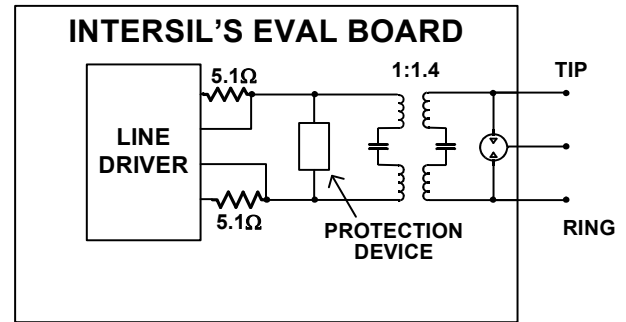 INTERSIL'S EVAL BOARD
5.1Ω
1:1.4
TIP
LINE
DRIVER
5.1Ω
PROTECTION
DEVICE
RING